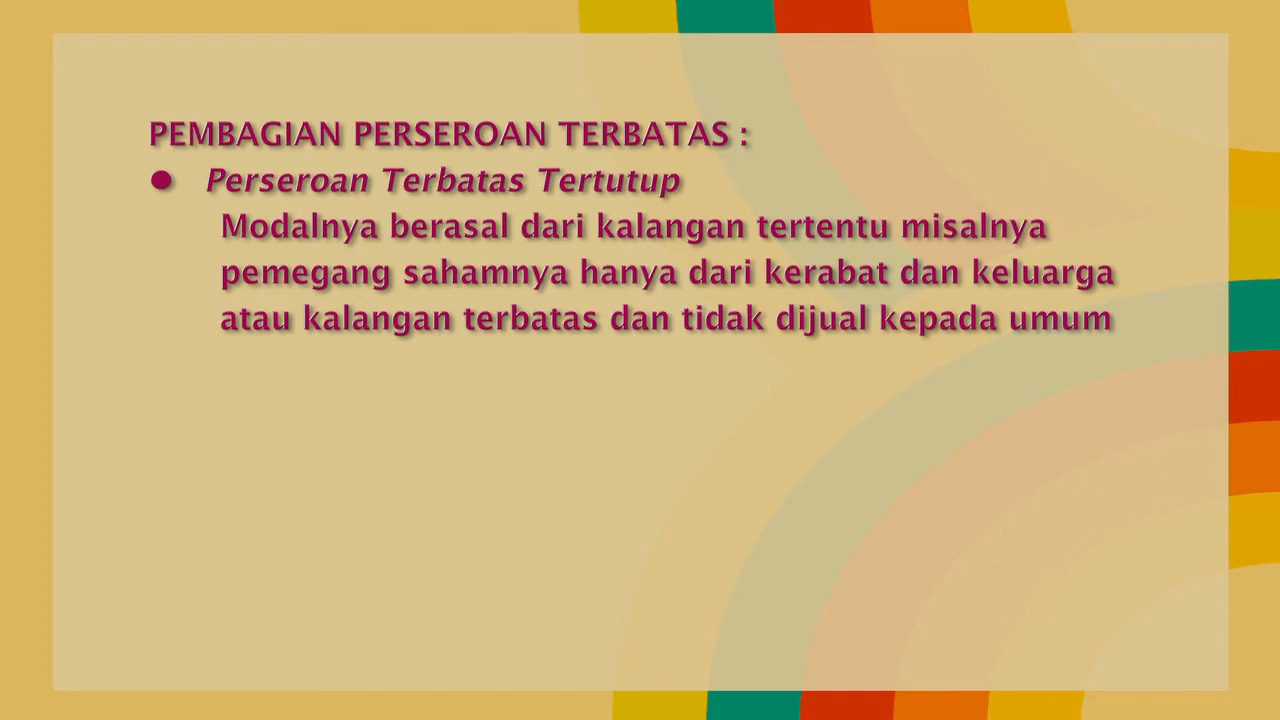 PEMBAGIAN PERSEROAN TERBATAS :
● Perseroan Terbatas Tertutup
Modalnya berasal dari kalangan tertentu misalnya
pemegang sahamnya hanya dari kerabat dan keluarga
atau kalangan terbatas dan tidak dijual kepada umum